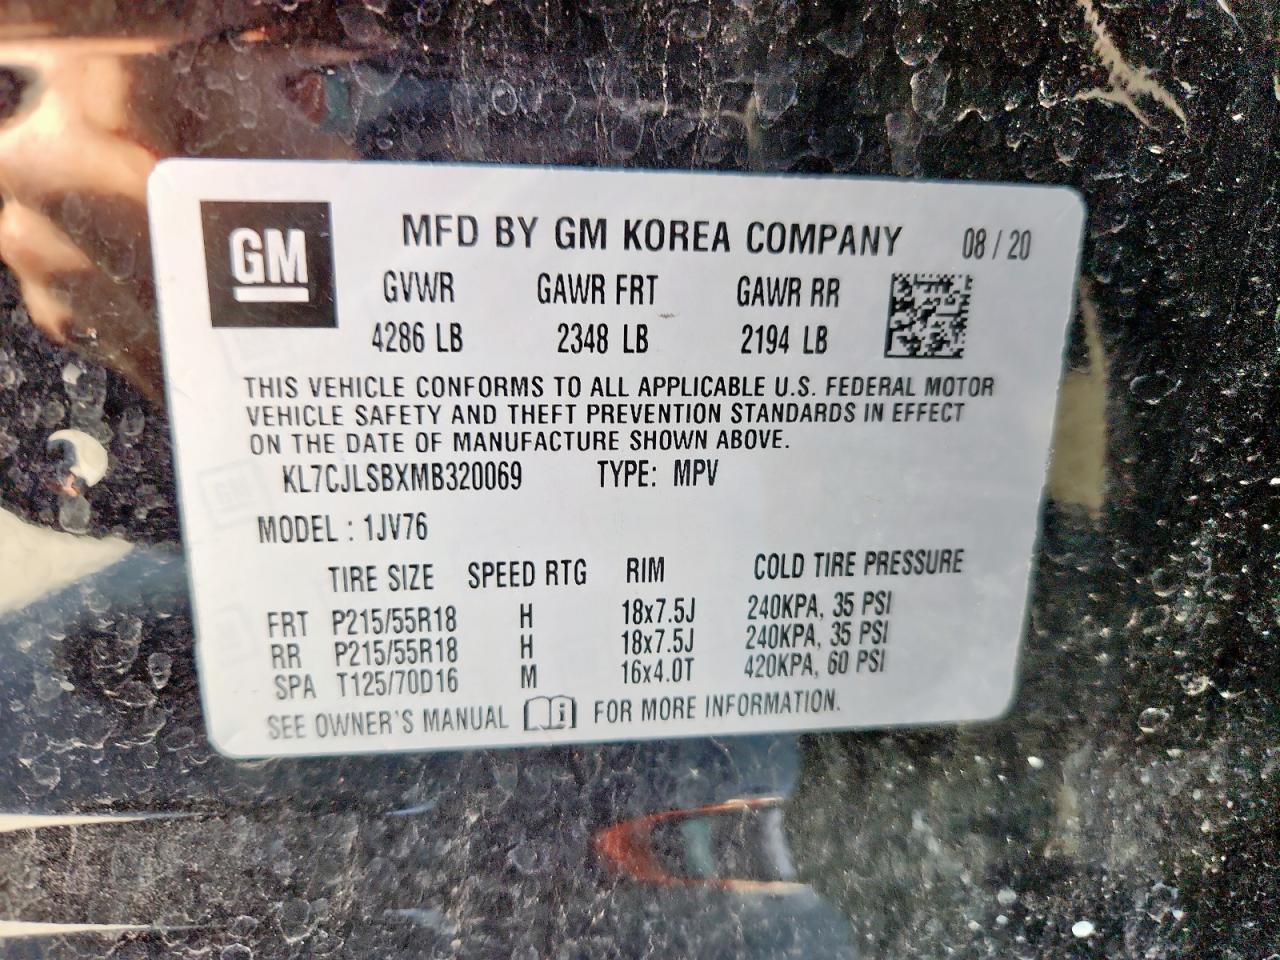 GM
MFD BY GM KOREA COMPANY 08 / 20
GVWR GAWR FRT GAWR RR
4286 LB 2348 LB 2194 LB
THIS VEHICLE CONFORMS TO ALL APPLICABLE U.S. FEDERAL MOTOR
VEHICLE SAFETY AND THEFT PREVENTION STANDARDS IN EFFECT
ON THE DATE OF MANUFACTURE SHOWN ABOVE.
KL7CJLSBXMB320069 TYPE: MPV
MODEL : 1JV76
TIRE SIZE SPEED RTG RIM COLD TIRE PRESSURE
FRT P215/55R18 H 18x7.5J 240KPA, 35 PSI
RR P215/55R18 H 18x7.5J 240KPA, 35 PSI
SPA T125/70D16 M 16x4.0T 420KPA, 60 PSI
SEE OWNER'S MANUAL i FOR MORE INFORMATION.